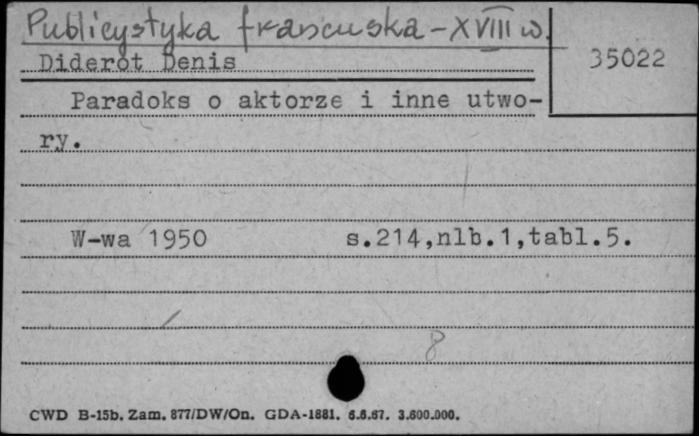 Publicystyka francuska - XVIII w.
35022
Diderot Denis
Paradoks o aktorze i inne utwo-
ry.
W-wa 1950 s.214,nlb.1,tabl.5.
8
CWD B-15b. Zam. 877/DW/On. GDA-1881. 6.6.67. 3.600.000.